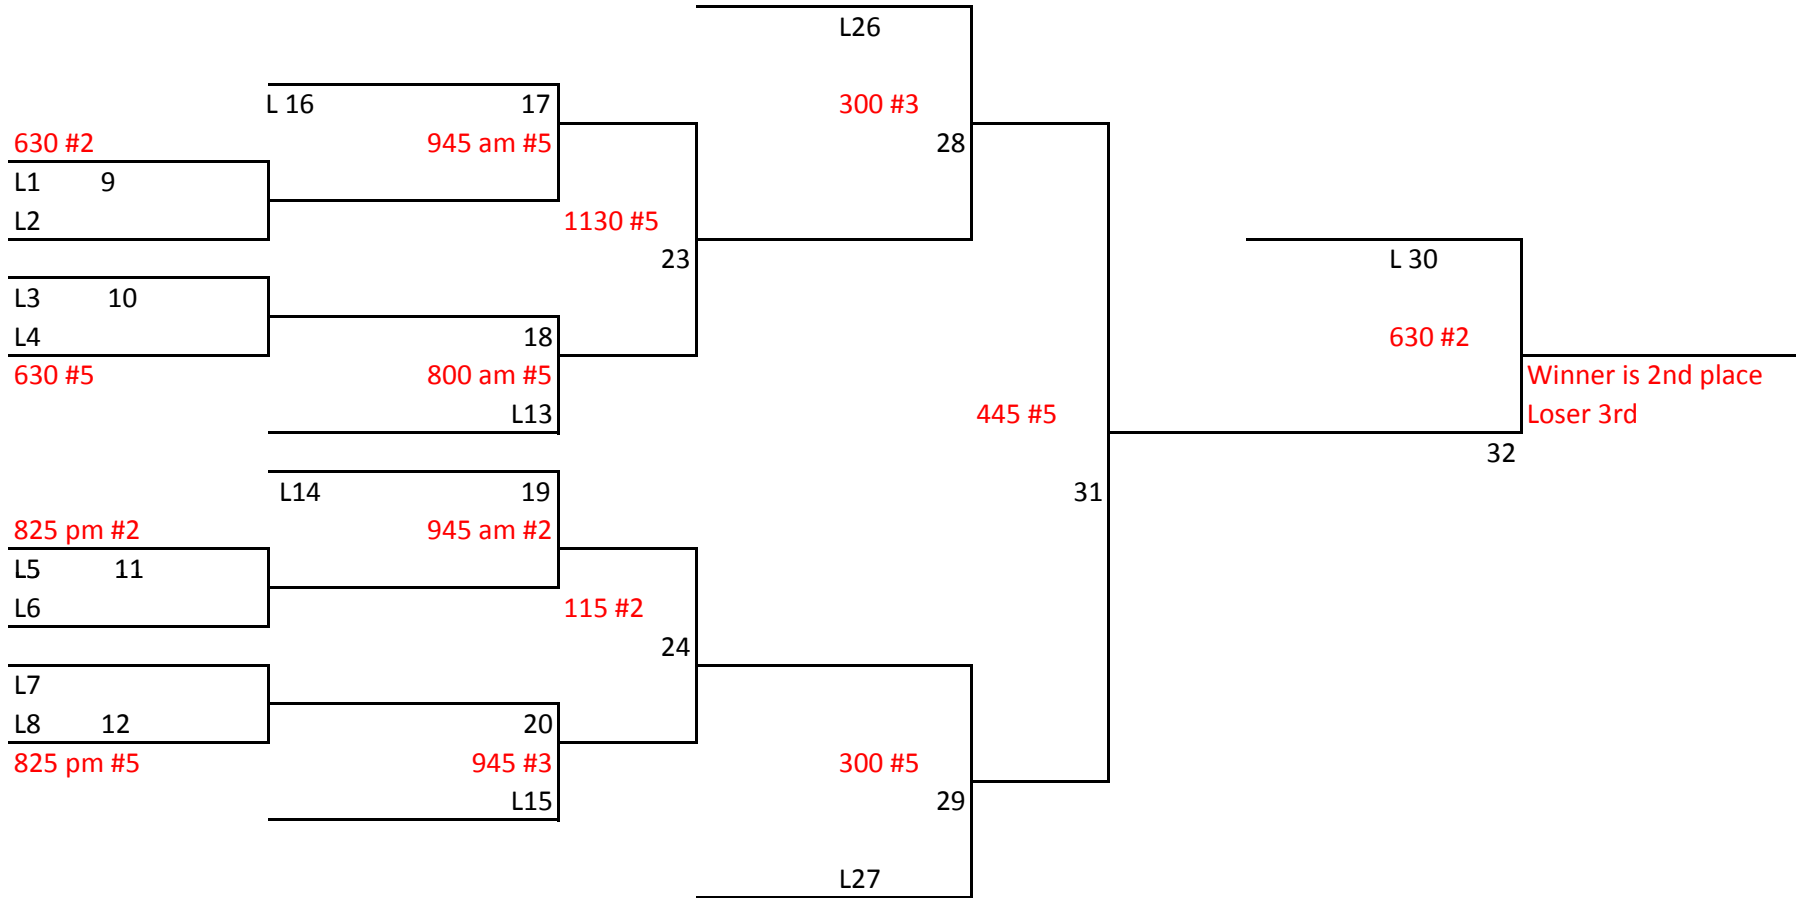 L26
L 16 17 300 #3
630 #2 945 am #5 28
L1 9
L2 1130 #5
23 L 30
L3 10
L4 18 630 #2
630 #5 800 am #5 Winner is 2nd place
L13 445 #5 Loser 3rd
32
L14 19 31
825 pm #2 945 am #2
L5 11
L6 115 #2
24
L7
L8 12 20
825 pm #5 945 #3 300 #5
L15 29
L27